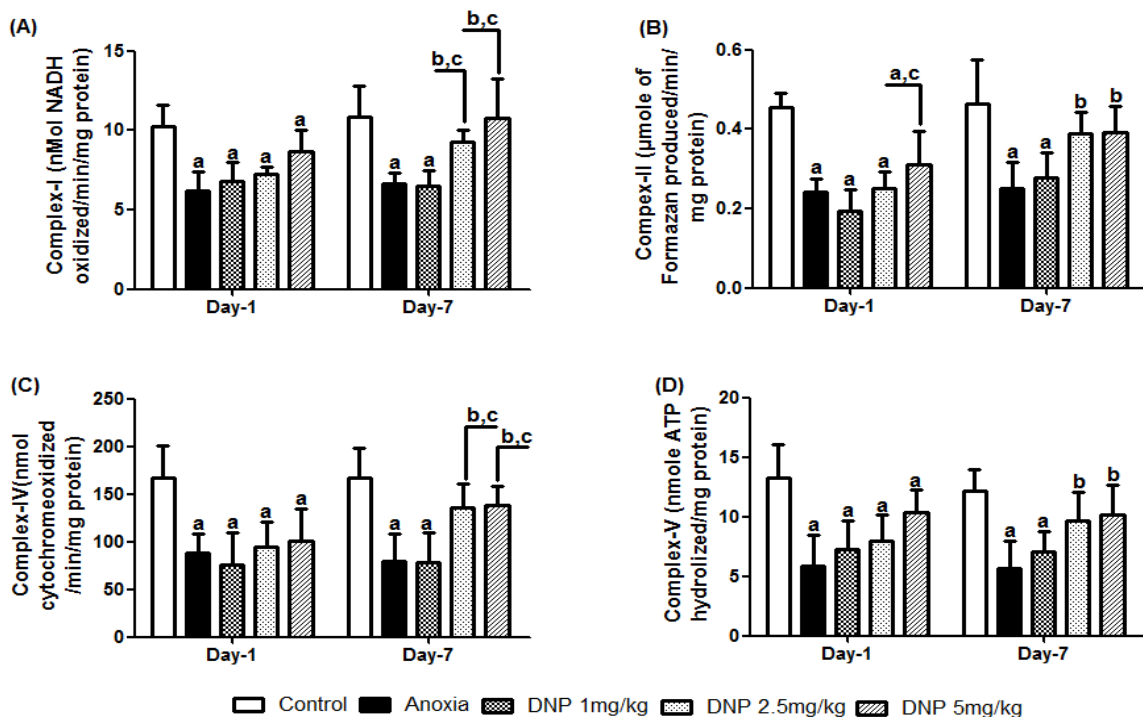 (A)
Complex-I (nMol NADH
oxidized/min/mg protein)
15
10
5
0
a
a
a
a
a
a
b,c
b,c
Day-1
Day-7
(B)
Compex-II (µmole of
Formazan produced/min/
mg protein)
0.6
0.4
0.2
0.0
a
a
a
a,c
a
a
b
b
Day-1
Day-7
(C)
Complex-IV(nmol
cytochromeoxidized
/min/mg protein)
250
200
150
100
50
0
a
a
a
a
a
a
b,c
b,c
Day-1
Day-7
(D)
Complex-V (nmole ATP
hydrolized/mg protein)
20
15
10
5
0
a
a
a
a
a
a
b
b
Day-1
Day-7
Control Anoxia DNP 1mg/kg DNP 2.5mg/kg DNP 5mg/kg